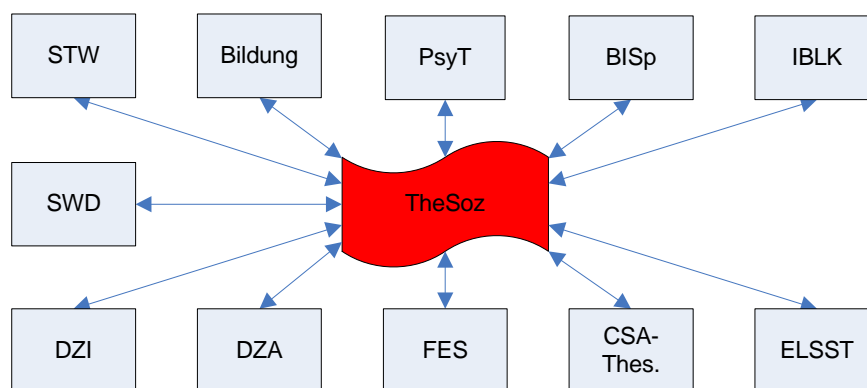 STW
Bildung
PsyT
BISp
IBLK
SWD
TheSoz
DZI
DZA
FES
CSA-
Thes.
ELSST